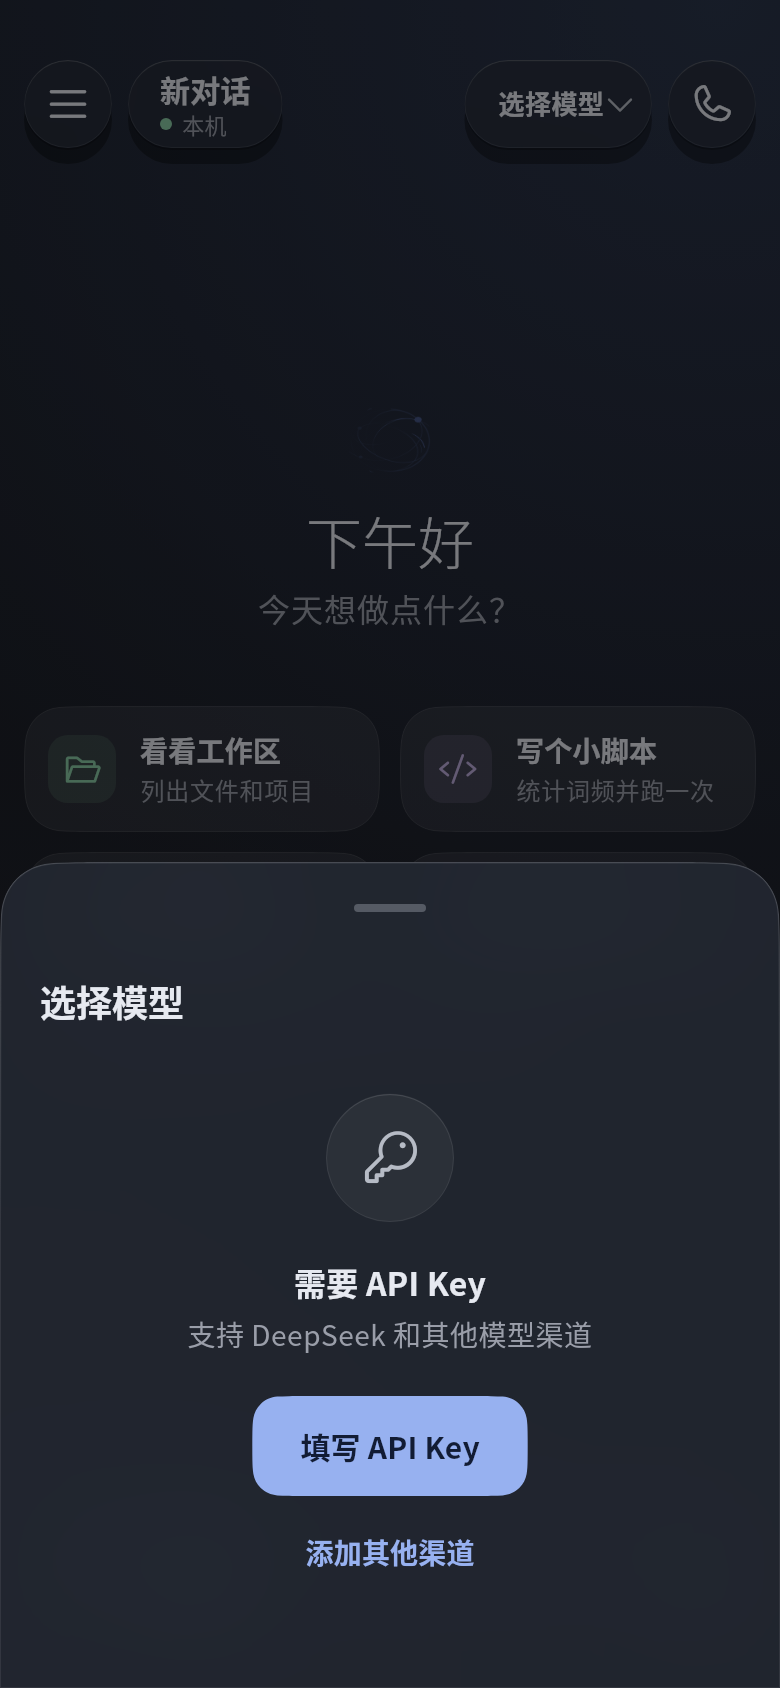 新对话
本机
选择模型
下午好
今天想做点什么？
看看工作区
列出文件和项目
写个小脚本
统计词频并跑一次
选择模型
需要 API Key
支持 DeepSeek 和其他模型渠道
填写 API Key
添加其他渠道